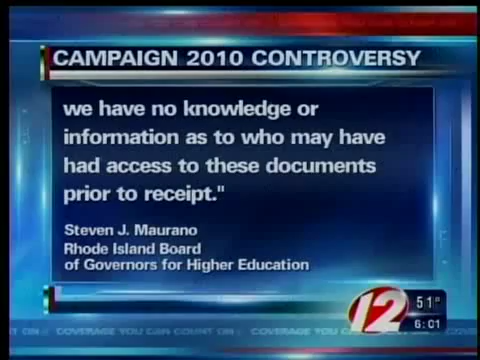 CAMPAIGN 2010 CONTROVERSY
we have no knowledge or
information as to who may have
had access to these documents
prior to receipt."
Steven J. Maurano
Rhode Island Board
of Governors for Higher Education
12
51°
6:01
COVERAGE YOU CAN COUNT ON